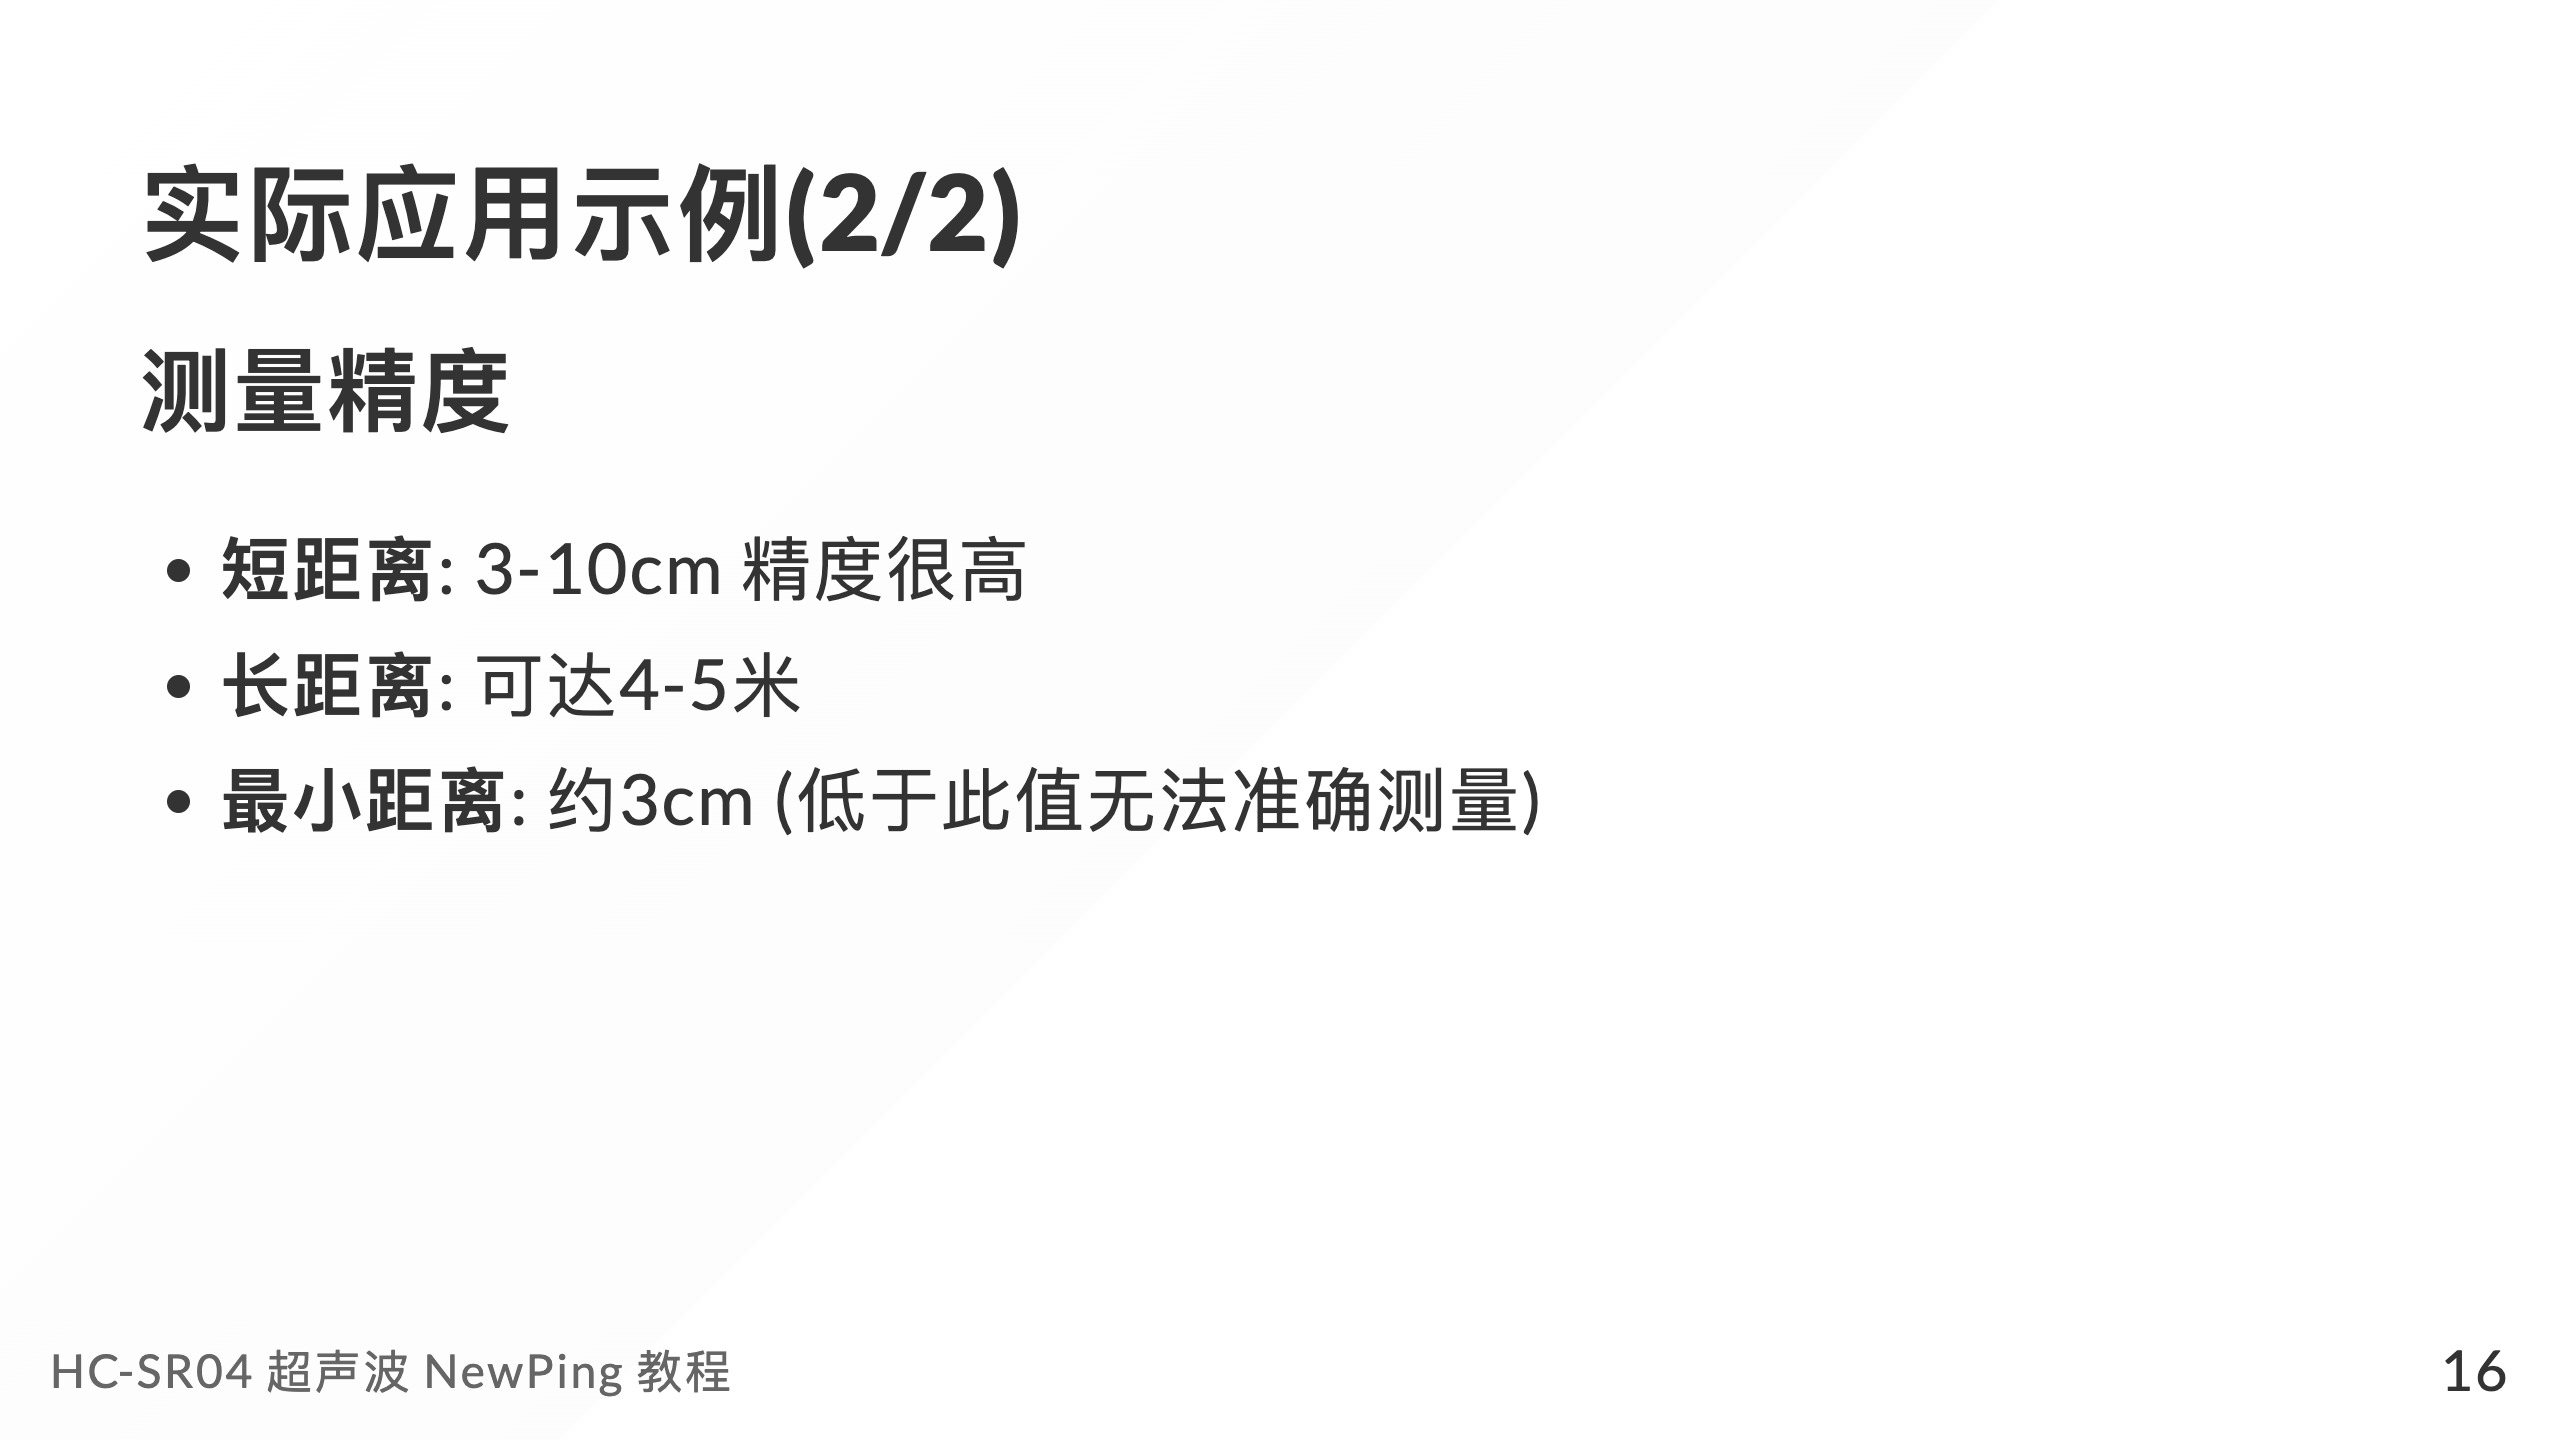 实际应用示例(2/2)
测量精度
• 短距离: 3-10cm 精度很高
• 长距离: 可达4-5米
• 最小距离: 约3cm (低于此值无法准确测量)
HC-SR04 超声波 NewPing 教程
16